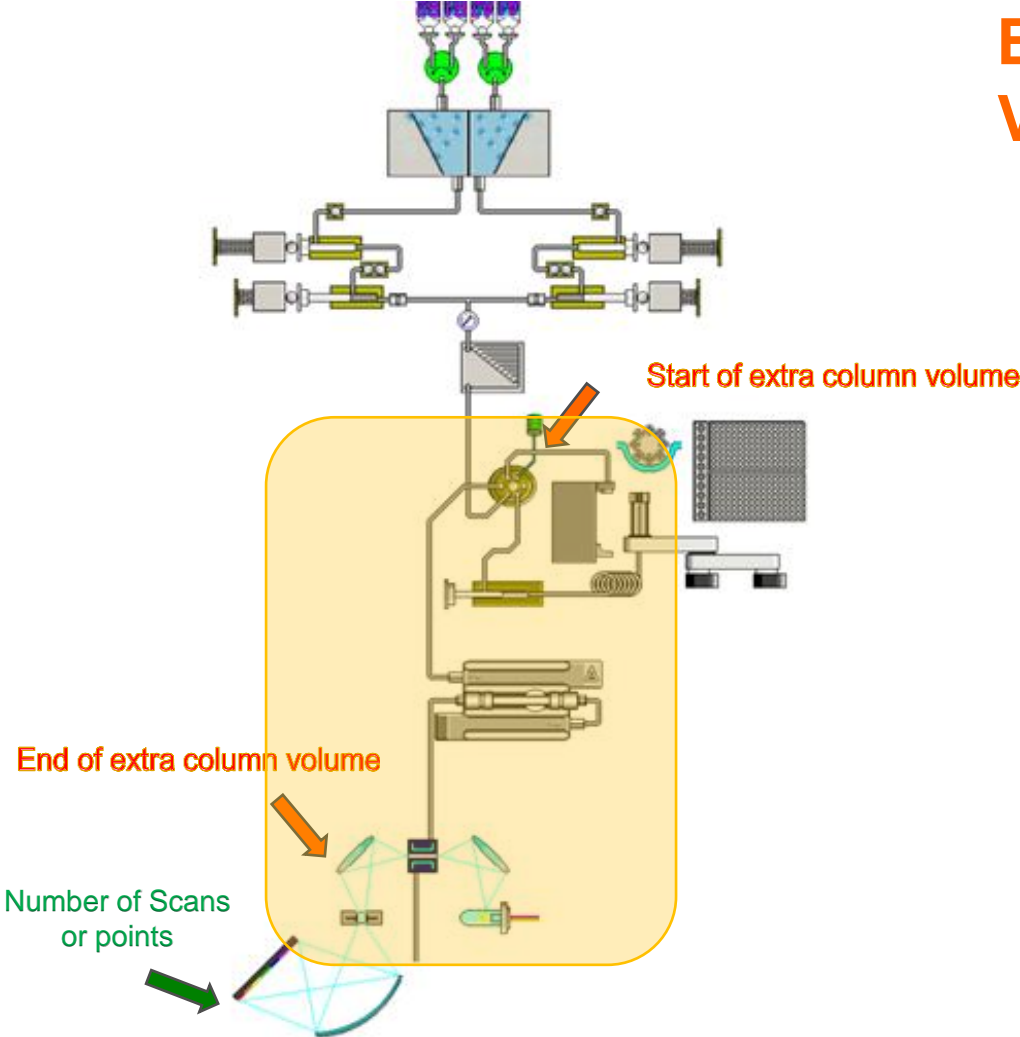 E
V
Start of extra column volume
End of extra column volume
Number of Scans
or points